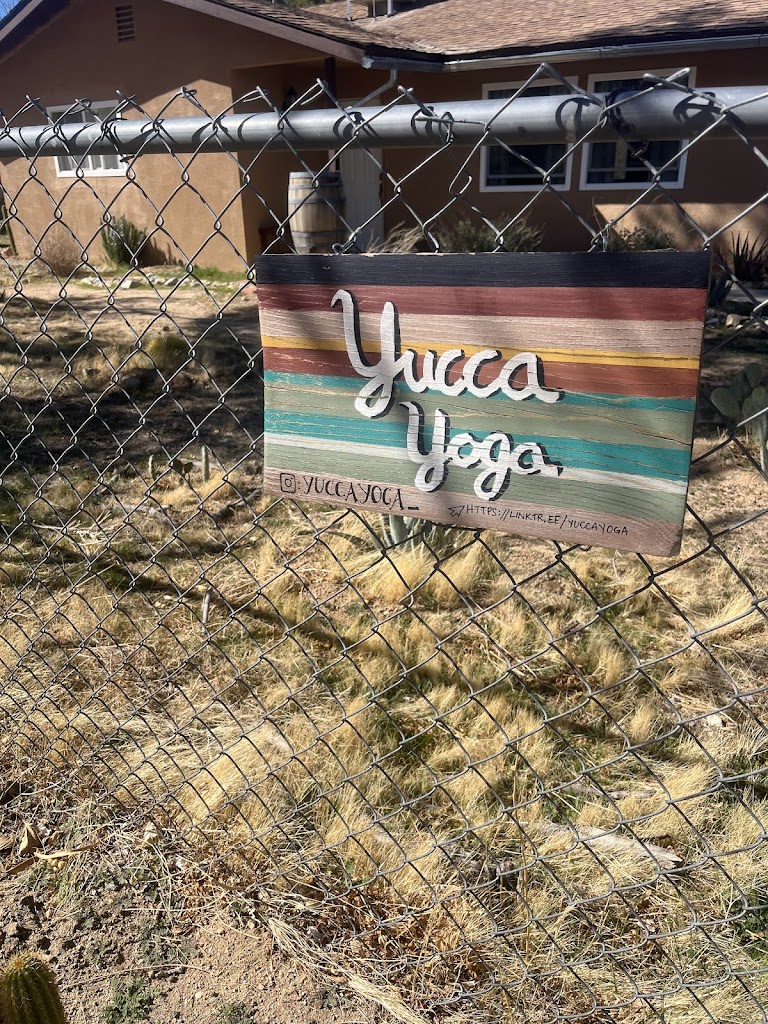 Yucca
Yoga
: YUCCAYOGA_
HTTPS://LINKTR.EE/YUCCAYOGA